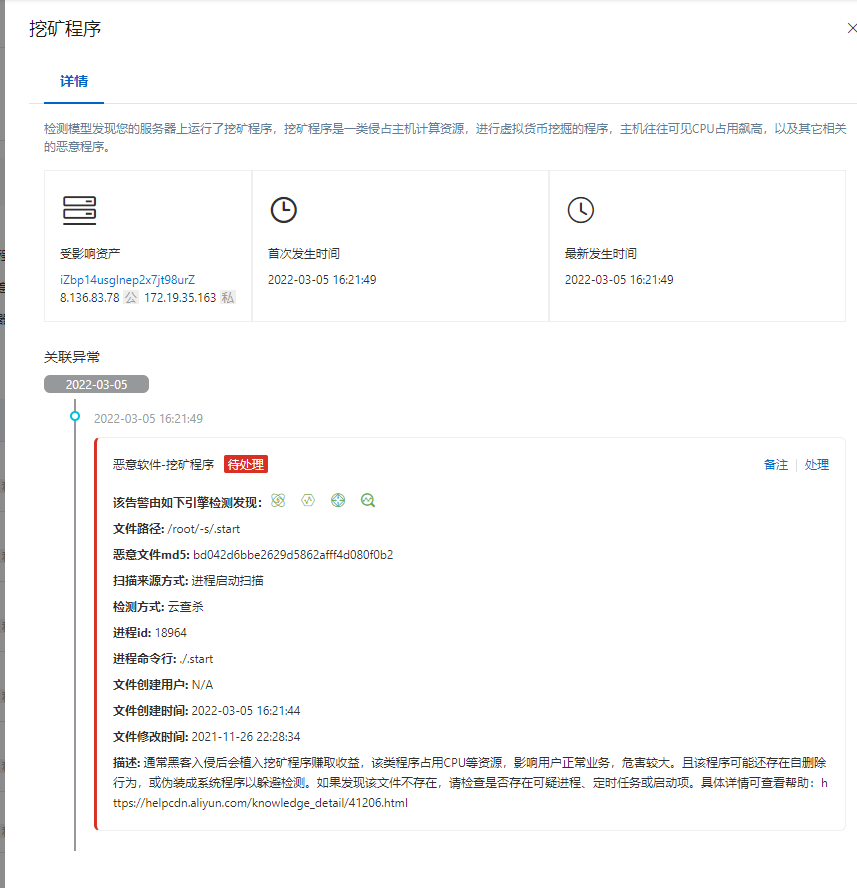 挖矿程序
详情
检测模型发现您的服务器上运行了挖矿程序，挖矿程序是一类侵占主机计算资源，进行虚拟货币挖掘的程序，主机往往可见CPU占用飙高，以及其它相关
的恶意程序。
受影响资产
iZbp14usglnep2x7jt98urZ
8.136.83.78 公 172.19.35.163 私
首次发生时间
2022-03-05 16:21:49
最新发生时间
2022-03-05 16:21:49
关联异常
2022-03-05
2022-03-05 16:21:49
恶意软件-挖矿程序 待处理 备注 处理
该告警由如下引擎检测发现：
文件路径: /root/-s/.start
恶意文件md5: bd042d6bbe2629d5862afff4d080f0b2
扫描来源方式: 进程启动扫描
检测方式: 云查杀
进程id: 18964
进程命令行: ./.start
文件创建用户: N/A
文件创建时间: 2022-03-05 16:21:44
文件修改时间: 2021-11-26 22:28:34
描述: 通常黑客入侵后会植入挖矿程序赚取收益，该类程序占用CPU等资源，影响用户正常业务，危害较大。且该程序可能还存在自删除
行为，或伪装成系统程序以躲避检测。如果发现该文件不存在，请检查是否存在可疑进程、定时任务或启动项。具体详情可查看帮助：h
ttps://helpcdn.aliyun.com/knowledge_detail/41206.html